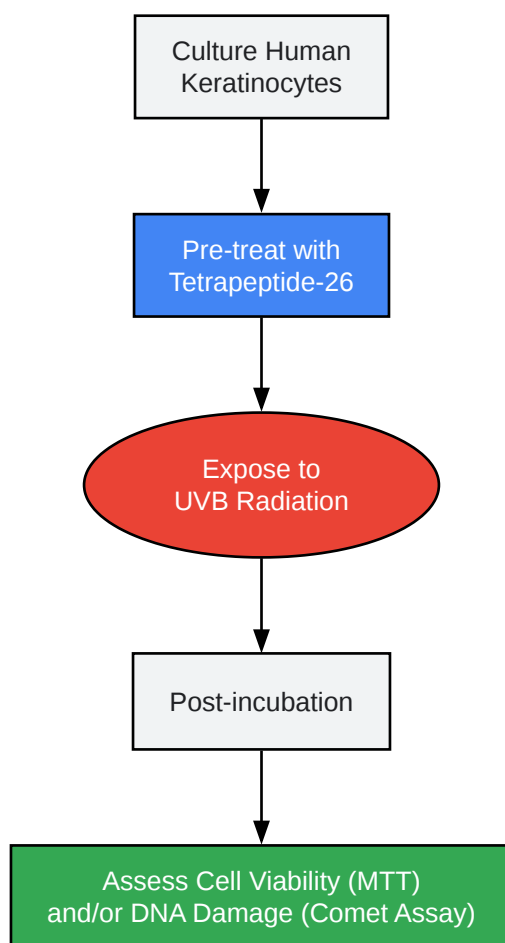 Culture Human
Keratinocytes
Pre-treat with
Tetrapeptide-26
Expose to
UVB Radiation
Post-incubation
Assess Cell Viability (MTT)
and/or DNA Damage (Comet Assay)